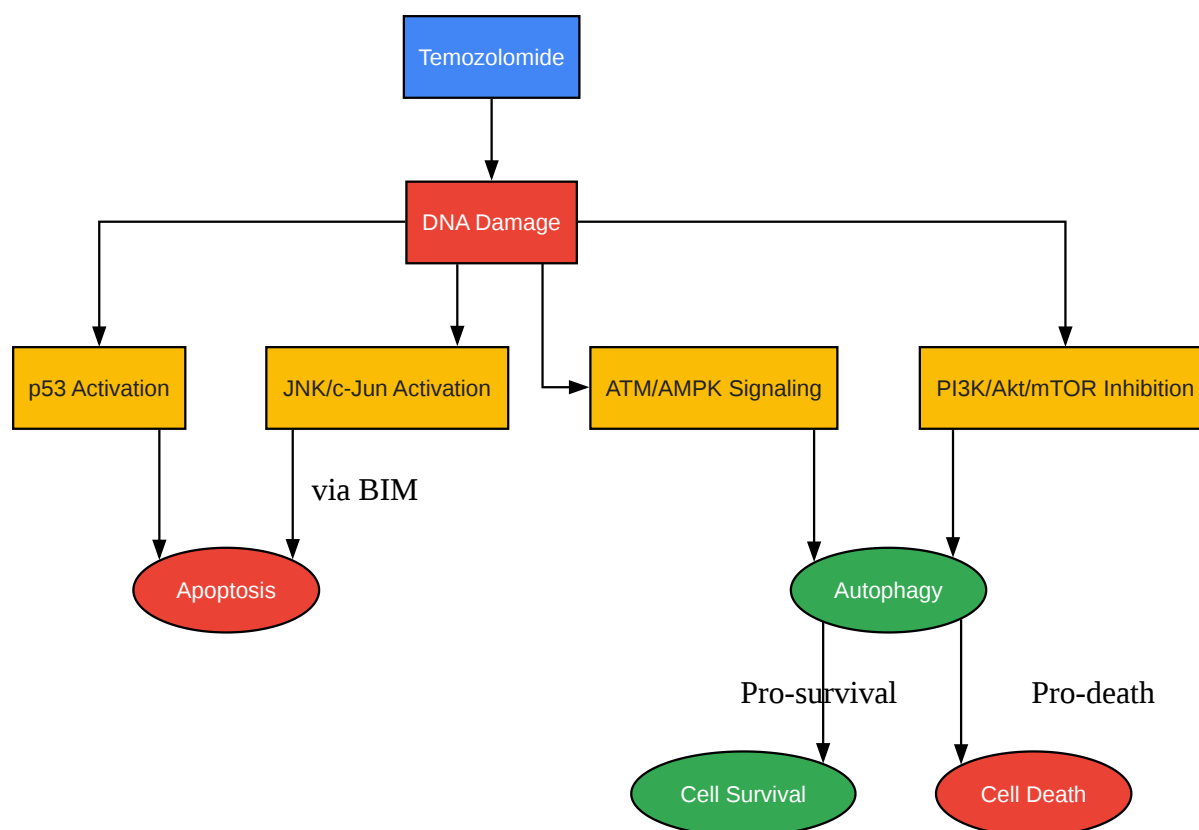 Temozolomide
DNA Damage
p53 Activation
JNK/c-Jun Activation
ATM/AMPK Signaling
PI3K/Akt/mTOR Inhibition
via BIM
Apoptosis
Autophagy
Pro-survival
Pro-death
Cell Survival
Cell Death